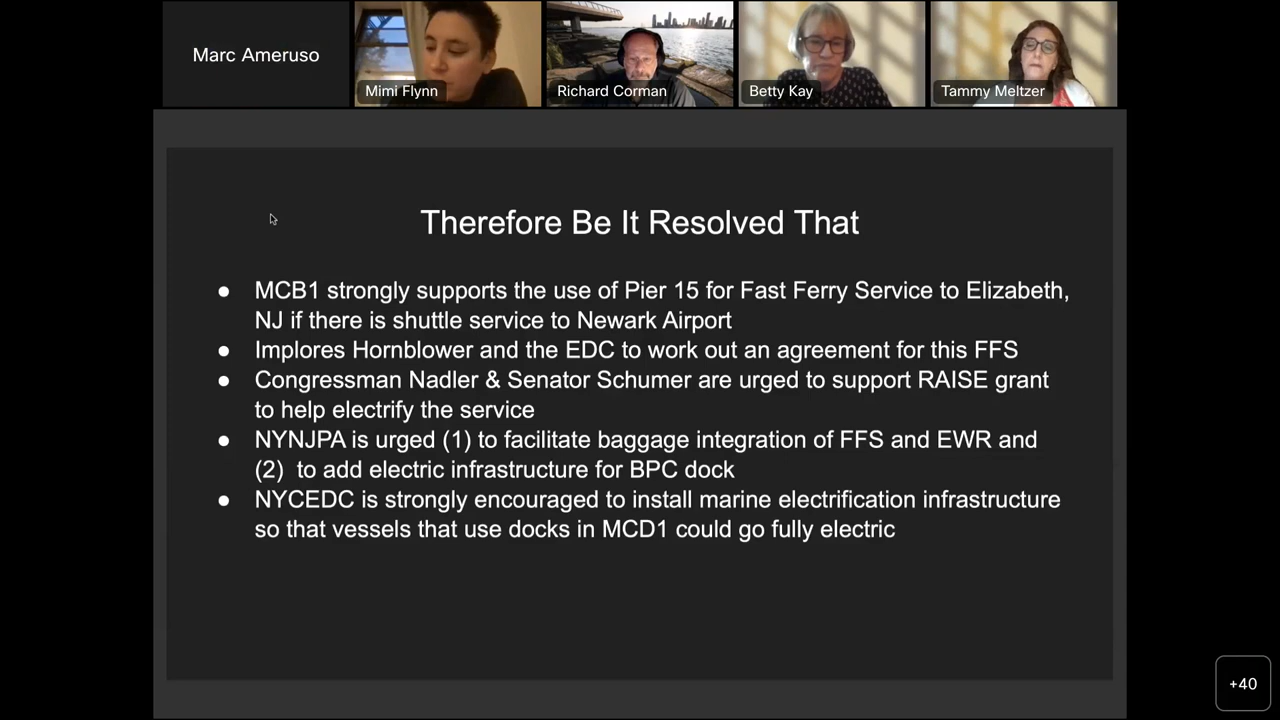 Marc Ameruso
Mimi Flynn
Richard Corman
Betty Kay
Tammy Meltzer
Therefore Be It Resolved That
● MCB1 strongly supports the use of Pier 15 for Fast Ferry Service to Elizabeth,
NJ if there is shuttle service to Newark Airport
● Implores Hornblower and the EDC to work out an agreement for this FFS
● Congressman Nadler & Senator Schumer are urged to support RAISE grant
to help electrify the service
● NYNJPA is urged (1) to facilitate baggage integration of FFS and EWR and
(2)  to add electric infrastructure for BPC dock
● NYCEDC is strongly encouraged to install marine electrification infrastructure
so that vessels that use docks in MCD1 could go fully electric
+40